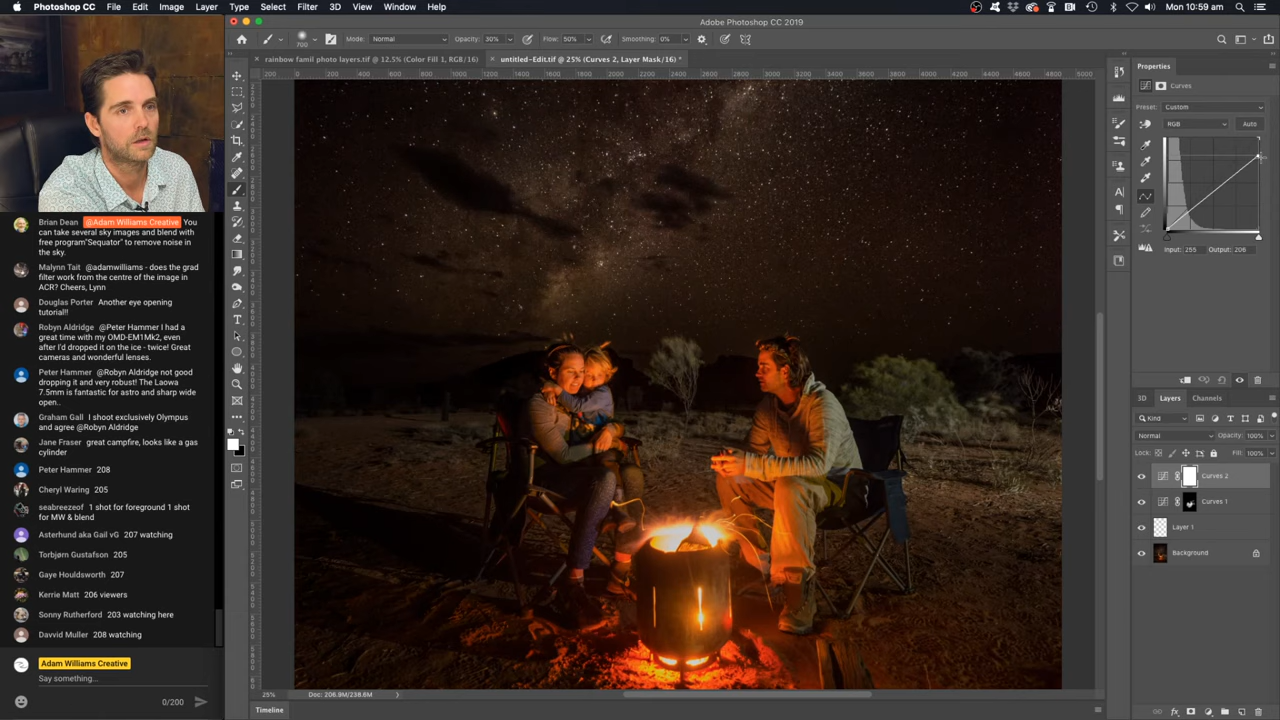 Photoshop CC File Edit Image Layer Type Select Filter 3D View Window Help
Mon 10:59 am
Adobe Photoshop CC 2019
700
Mode: Normal Opacity: 30% Flow: 50% Smoothing: 0%
rainbow famil photo layers.tif @ 12.5% (Color Fill 1, RGB/16)
untitled-Edit.tif @ 25% (Curves 2, Layer Mask/16) *
Properties
Curves
Preset: Custom
RGB
Auto
Input: 255 Output: 206
3D Layers Channels
Kind
Normal
Opacity: 100%
Lock:
Fill: 100%
Curves 2
Curves 1
Layer 1
Background
25%
Doc: 206.9M/238.6M
Timeline
Brian Dean @Adam Williams Creative You
can take several sky images and blend with
free program"Sequator" to remove noise in
the sky.
Malynn Tait @adamwilliams - does the grad
filter work from the centre of the image in
ACR? Cheers, Lynn
Douglas Porter Another eye opening
tutorial!!
Robyn Aldridge @Peter Hammer I had a
great time with my OMD-EM1Mk2, even
after I'd dropped it on the ice - twice! Great
cameras and wonderful lenses.
Peter Hammer @Robyn Aldridge not good
dropping it and very robust! The Laowa
7.5mm is fantastic for astro and sharp wide
open..
Graham Gall I shoot exclusively Olympus
and agree @Robyn Aldridge
Jane Fraser great campfire, looks like a gas
cylinder
Peter Hammer 208
Cheryl Waring 205
seabreezeof 1 shot for foreground 1 shot
for MW & blend
Asterhund aka Gail vG 207 watching
Torbjørn Gustafson 205
Gaye Houldsworth 207
Kerrie Matt 206 viewers
Sonny Rutherford 203 watching here
Davvid Muller 208 watching
Adam Williams Creative
Say something...
0/200